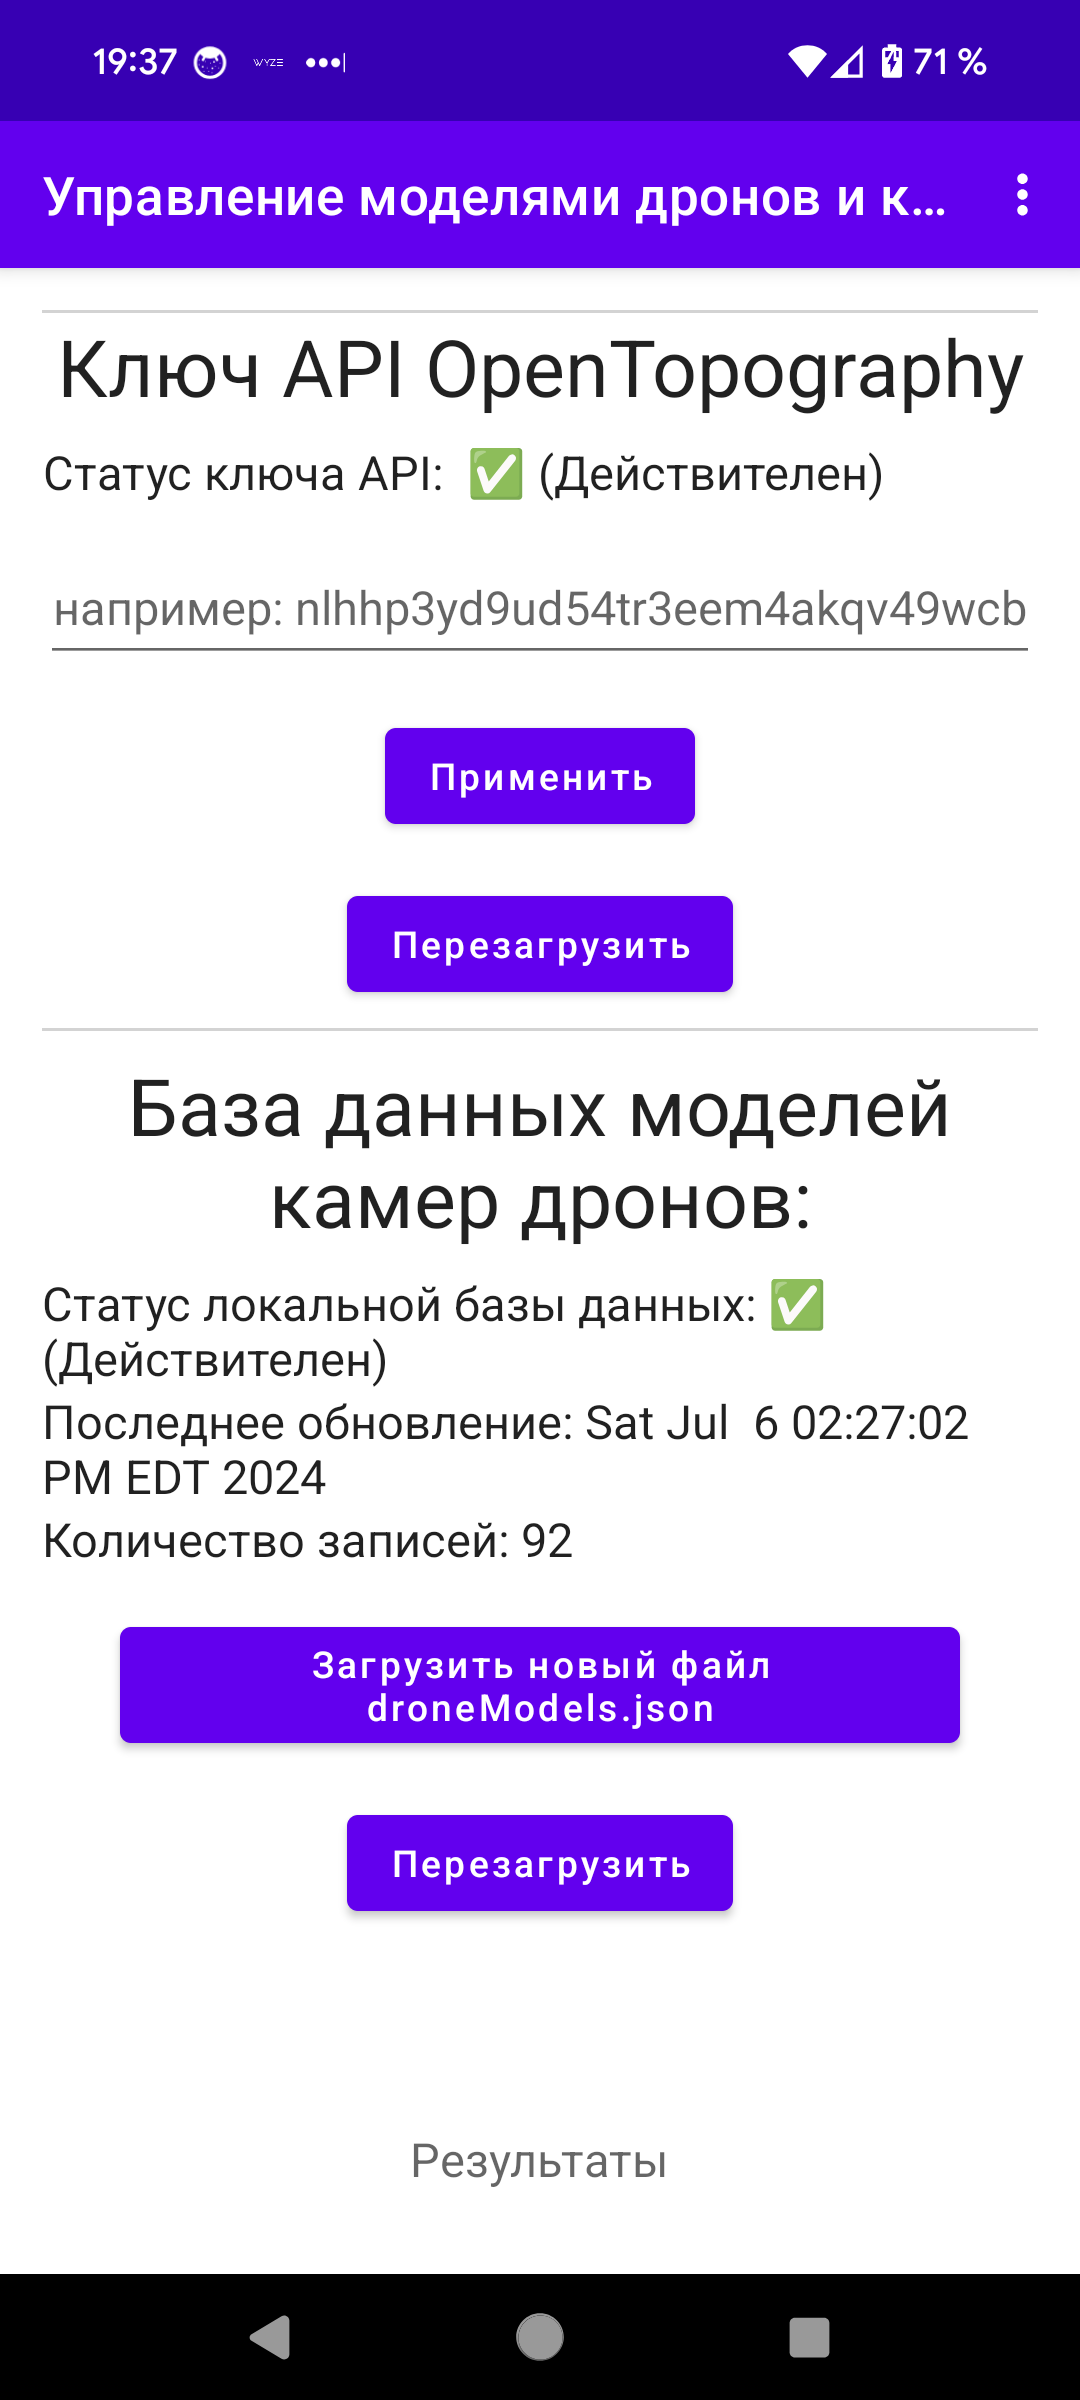 19:37 WYZE 71 %
Управление моделями дронов и к...
Ключ API OpenTopography
Статус ключа API: ✅ (Действителен)
например: nlhhp3yd9ud54tr3eem4akqv49wcb
Применить
Перезагрузить
База данных моделей
камер дронов:
Статус локальной базы данных: ✅
(Действителен)
Последнее обновление: Sat Jul  6 02:27:02
PM EDT 2024
Количество записей: 92
Загрузить новый файл
droneModels.json
Перезагрузить
Результаты